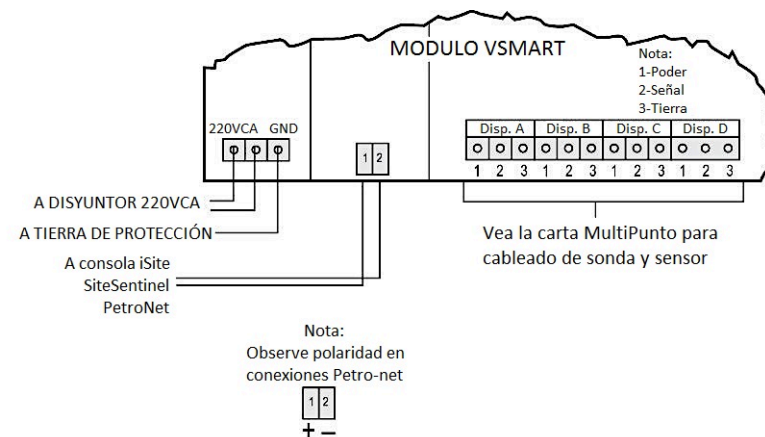 MODULO VSMART
Nota:
1-Poder
2-Señal
3-Tierra
220VCA GND
Disp. A Disp. B Disp. C Disp. D
1 2
1 2 3 1 2 3 1 2 3 1 2 3
A DISYUNTOR 220VCA
A TIERRA DE PROTECCIÓN
Vea la carta MultiPunto para
cableado de sonda y sensor
A consola iSite
SiteSentinel
PetroNet
Nota:
Observe polaridad en
conexiones Petro-net
1 2
+ −